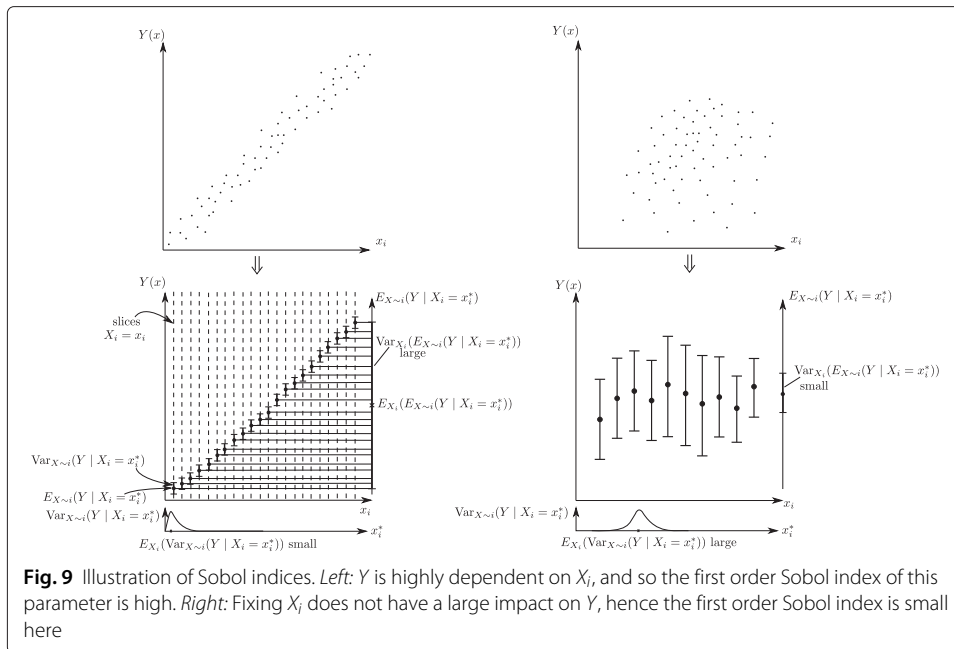 Y(x)
x_i
⇓
Y(x)
x_i
⇓
Y(x)
E_{X∼i}(Y | X_i = x_i^*)
slices
X_i = x_i
Var_{X_i}(E_{X∼i}(Y | X_i = x_i^*))
large
E_{X_i}(E_{X∼i}(Y | X_i = x_i^*))
Var_{X∼i}(Y | X_i = x_i^*)
E_{X∼i}(Y | X_i = x_i^*)
x_i
Var_{X∼i}(Y | X_i = x_i^*)
x_i^*
E_{X_i}(Var_{X∼i}(Y | X_i = x_i^*)) small
Y(x)
E_{X∼i}(Y | X_i = x_i^*)
Var_{X_i}(E_{X∼i}(Y | X_i = x_i^*))
small
x_i
Var_{X∼i}(Y | X_i = x_i^*)
x_i^*
E_{X_i}(Var_{X∼i}(Y | X_i = x_i^*)) large
Fig. 9 Illustration of Sobol indices. Left: Y is highly dependent on X_i, and so the first order Sobol index of this
parameter is high. Right: Fixing X_i does not have a large impact on Y, hence the first order Sobol index is small
here